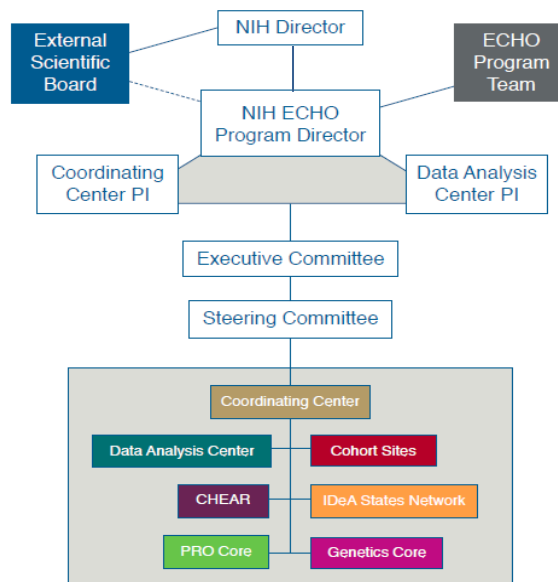 NIH Director
External
Scientific
Board
ECHO
Program
Team
NIH ECHO
Program Director
Coordinating
Center PI
Data Analysis
Center PI
Executive Committee
Steering Committee
Coordinating Center
Data Analysis Center
Cohort Sites
CHEAR
IDeA States Network
PRO Core
Genetics Core